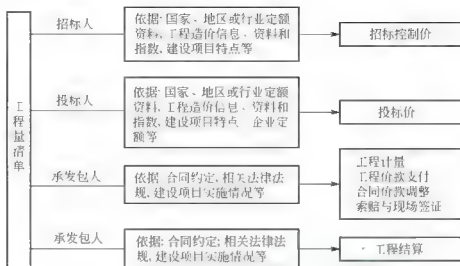 工程量清单
招标人
依据: 国家、地区或行业定额
资料, 工程造价信息、资料和
指数, 建设项目特点等
招标控制价
投标人
依据: 国家、地区或行业定额
资料, 工程造价信息、资料和
指数, 建设项目特点 企业定
额等
投标价
承发包人
依据: 合同约定, 相关法律法
规, 建设项目实施情况等
工程计量
工程价款支付
合同价款调整
索赔与现场签证
承发包人
依据: 合同约定; 相关法律法
规, 建设项目实施情况等
工程结算